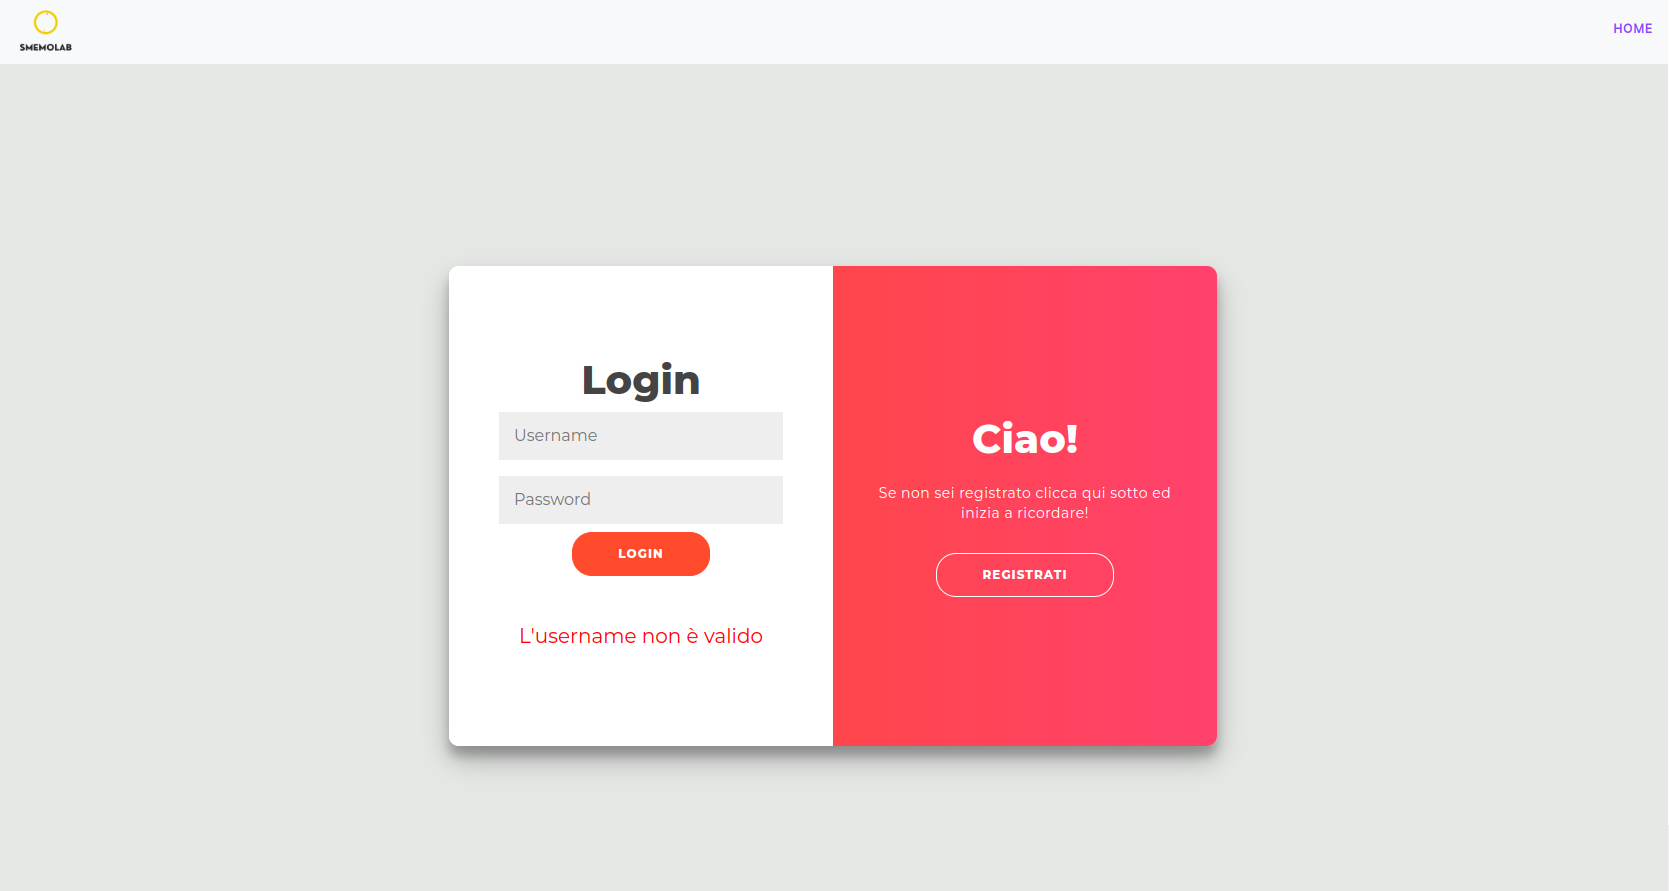 SMEMOLAB
HOME
Login
Username
Password
LOGIN
L'username non è valido
Ciao!
Se non sei registrato clicca qui sotto ed
inizia a ricordare!
REGISTRATI